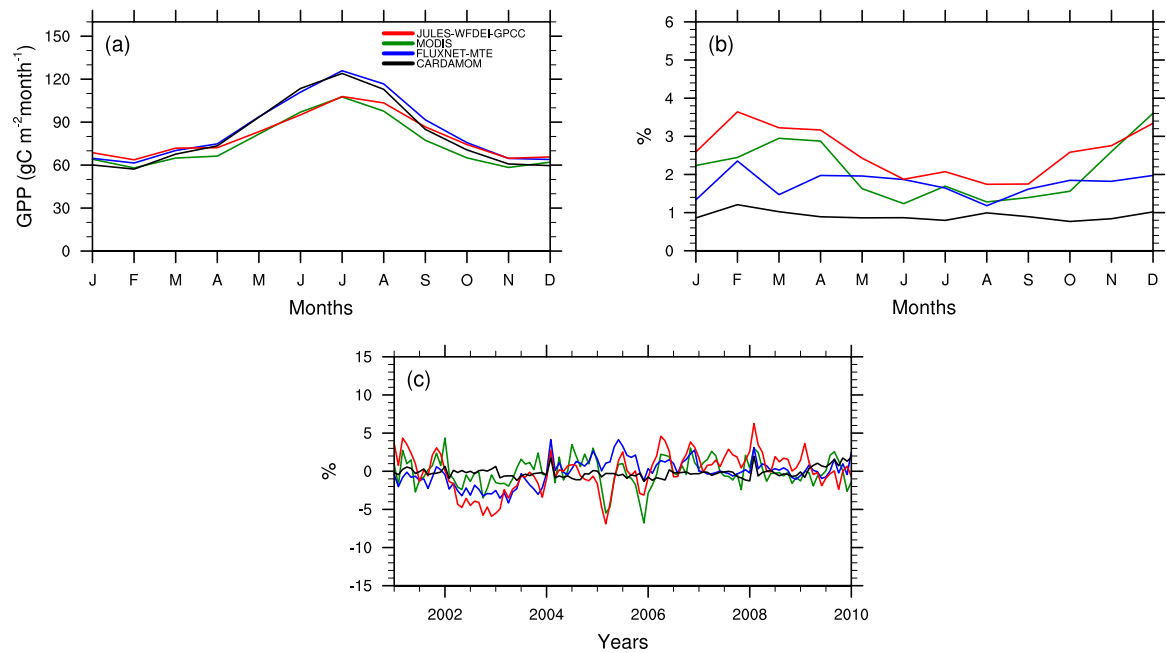 (a)
JULES-WFDEI-GPCC
MODIS
FLUXNET-MTE
CARDAMOM
150
120
90
60
30
0
GPP (gC m⁻²month⁻¹)
J F M A M J J A S O N D
Months
(b)
6
5
4
3
2
1
0
%
J F M A M J J A S O N D
Months
(c)
15
10
5
0
-5
-10
-15
%
2002 2004 2006 2008 2010
Years